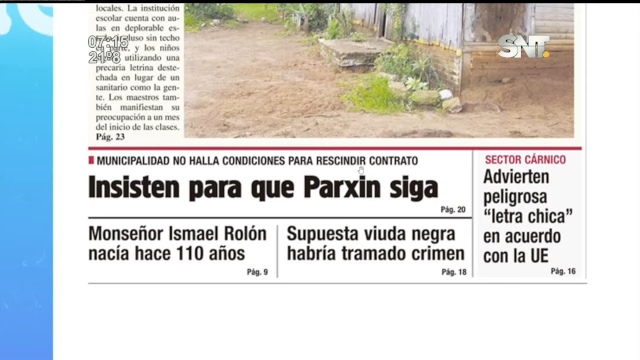 locales. La institución
escolar cuenta con au-
las en deplorable es-
incluso sin techo
y los niños
utilizando una
precaria letrina deste-
chada en lugar de un
sanitario como la gen-
te. Los maestros tam-
bién manifiestan su
preocupación a un mes
del inicio de las clases.
Pág. 23
07:15
21°8
SNT
MUNICIPALIDAD NO HALLA CONDICIONES PARA RESCINDIR CONTRATO
Insisten para que Parxin siga
Pág. 20
Monseñor Ismael Rolón
nacía hace 110 años
Pág. 9
Supuesta viuda negra
habría tramado crimen
Pág. 18
SECTOR CÁRNICO
Advierten
peligrosa
“letra chica”
en acuerdo
con la UE
Pág. 16